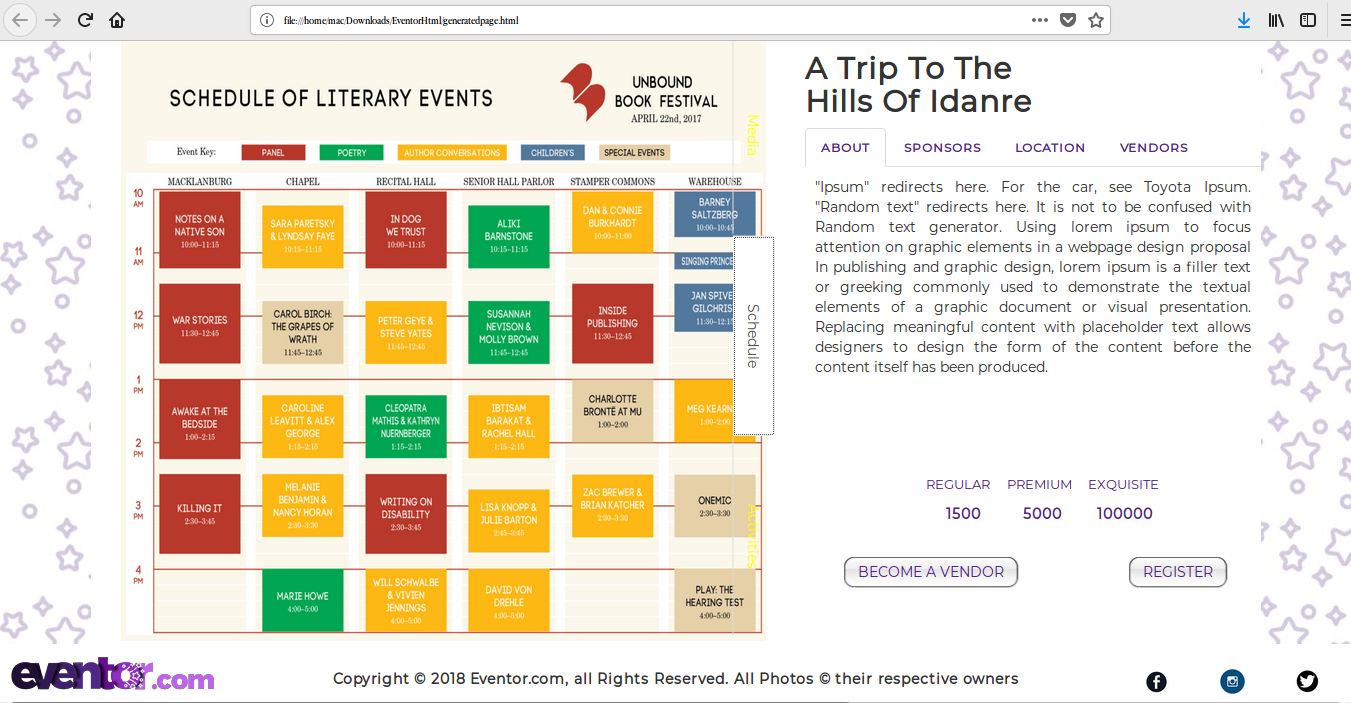 file:///home/mac/Downloads/EventorHtml/generatedpage.html
SCHEDULE OF LITERARY EVENTS
UNBOUND
BOOK FESTIVAL
APRIL 22nd, 2017
Event Key:
PANEL
POETRY
AUTHOR CONVERSATIONS
CHILDREN'S
SPECIAL EVENTS
MACKLANBURG
CHAPEL
RECITAL HALL
SENIOR HALL PARLOR
STAMPER COMMONS
WAREHOUSE
10
AM
NOTES ON A
NATIVE SON
10:00–11:15
SARA PARETSKY
& LYNDSAY FAYE
10:15–11:15
IN DOG
WE TRUST
10:00–11:15
ALIKI
BARNSTONE
10:15–11:15
DAN & CONNIE
BURKHARDT
10:00–11:00
BARNEY
SALTZBERG
10:00–10:45
11
AM
SINGING PRINCE
12
PM
WAR STORIES
11:30–12:45
CAROL BIRCH:
THE GRAPES OF
WRATH
11:45–12:45
PETER GEYE &
STEVE YATES
11:45–12:45
SUSANNAH
NEVISON &
MOLLY BROWN
11:45–12:45
INSIDE
PUBLISHING
11:30–12:45
JAN SPIVE
GILCHRIS
11:30–12:15
1
PM
AWAKE AT THE
BEDSIDE
1:00–2:15
CAROLINE
LEAVITT & ALEX
GEORGE
1:15–2:15
CLEOPATRA
MATHIS & KATHRYN
NUERNBERGER
1:15–2:15
IBTISAM
BARAKAT &
RACHEL HALL
1:15–2:15
CHARLOTTE
BRONTË AT MU
1:00–2:00
MEG KEARN
1:00–2:00
2
PM
3
PM
KILLING IT
2:30–3:45
MELANIE
BENJAMIN &
NANCY HORAN
2:30–3:30
WRITING ON
DISABILITY
2:30–3:45
LISA KNOPP &
JULIE BARTON
2:45–3:45
ZAC BREWER &
BRIAN KATCHER
2:30–3:30
ONEMIC
2:30–3:30
4
PM
MARIE HOWE
4:00–5:00
WILL SCHWALBE
& VIVIEN
JENNINGS
4:00–5:00
DAVID VON
DREHLE
4:00–5:00
PLAY: THE
HEARING TEST
4:00–5:00
Media
Schedule
A Trip To The
Hills Of Idanre
ABOUT
SPONSORS
LOCATION
VENDORS
"Ipsum" redirects here. For the car, see Toyota Ipsum.
"Random text" redirects here. It is not to be confused with
Random text generator. Using lorem ipsum to focus
attention on graphic elements in a webpage design proposal
In publishing and graphic design, lorem ipsum is a filler text
or greeking commonly used to demonstrate the textual
elements of a graphic document or visual presentation.
Replacing meaningful content with placeholder text allows
designers to design the form of the content before the
content itself has been produced.
REGULAR
PREMIUM
EXQUISITE
1500
5000
100000
BECOME A VENDOR
REGISTER
eventor.com
Copyright © 2018 Eventor.com, all Rights Reserved. All Photos © their respective owners